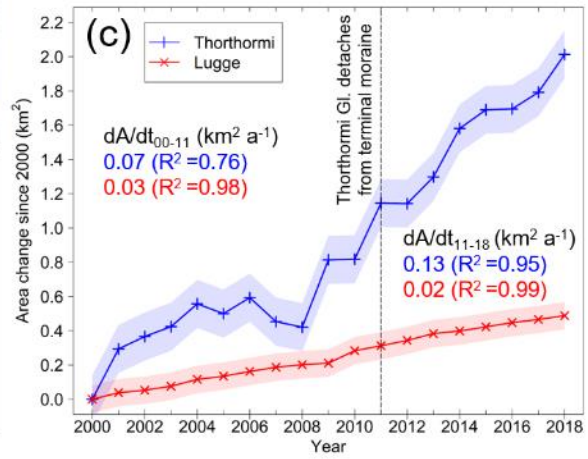 (c)
Thorthormi
Lugge
Thorthormi Gl. detaches
from terminal moraine
dA/dt₀₀₋₁₁ (km² a⁻¹)
0.07 (R² =0.76)
0.03 (R² =0.98)
dA/dt₁₁₋₁₈ (km² a⁻¹)
0.13 (R² =0.95)
0.02 (R² =0.99)
Area change since 2000 (km²)
2.2
2.0
1.8
1.6
1.4
1.2
1.0
0.8
0.6
0.4
0.2
0.0
2000 2002 2004 2006 2008 2010 2012 2014 2016 2018
Year